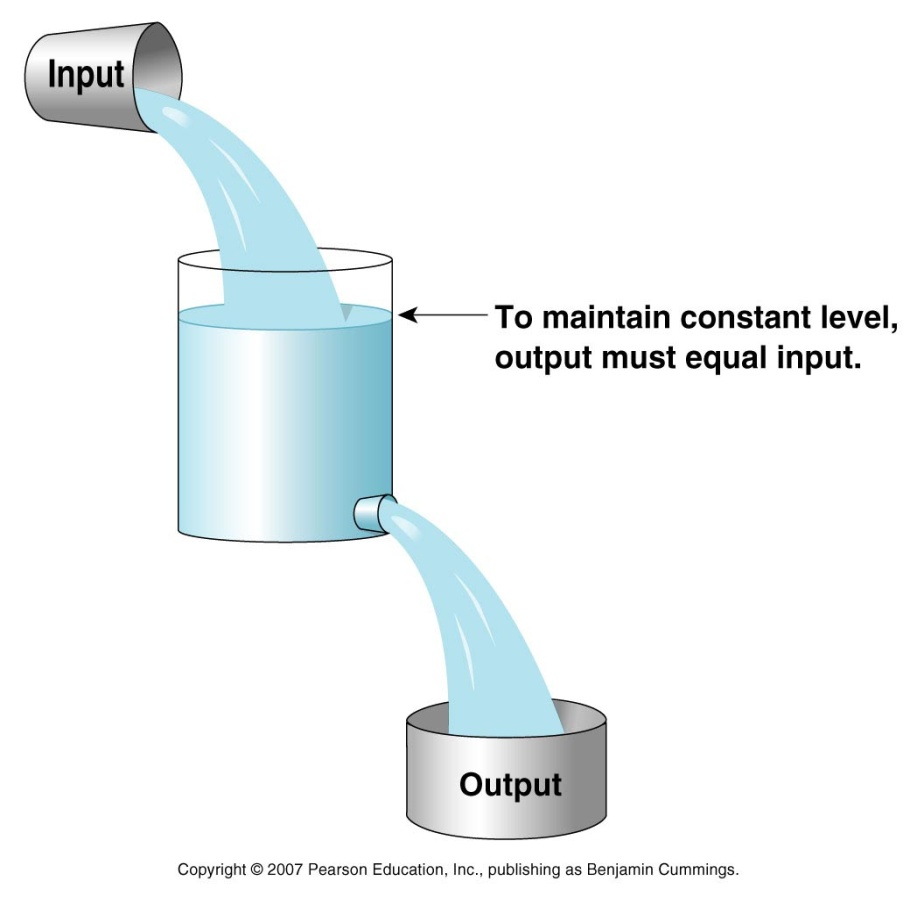 Input
To maintain constant level,
output must equal input.
Output
Copyright © 2007 Pearson Education, Inc., publishing as Benjamin Cummings.